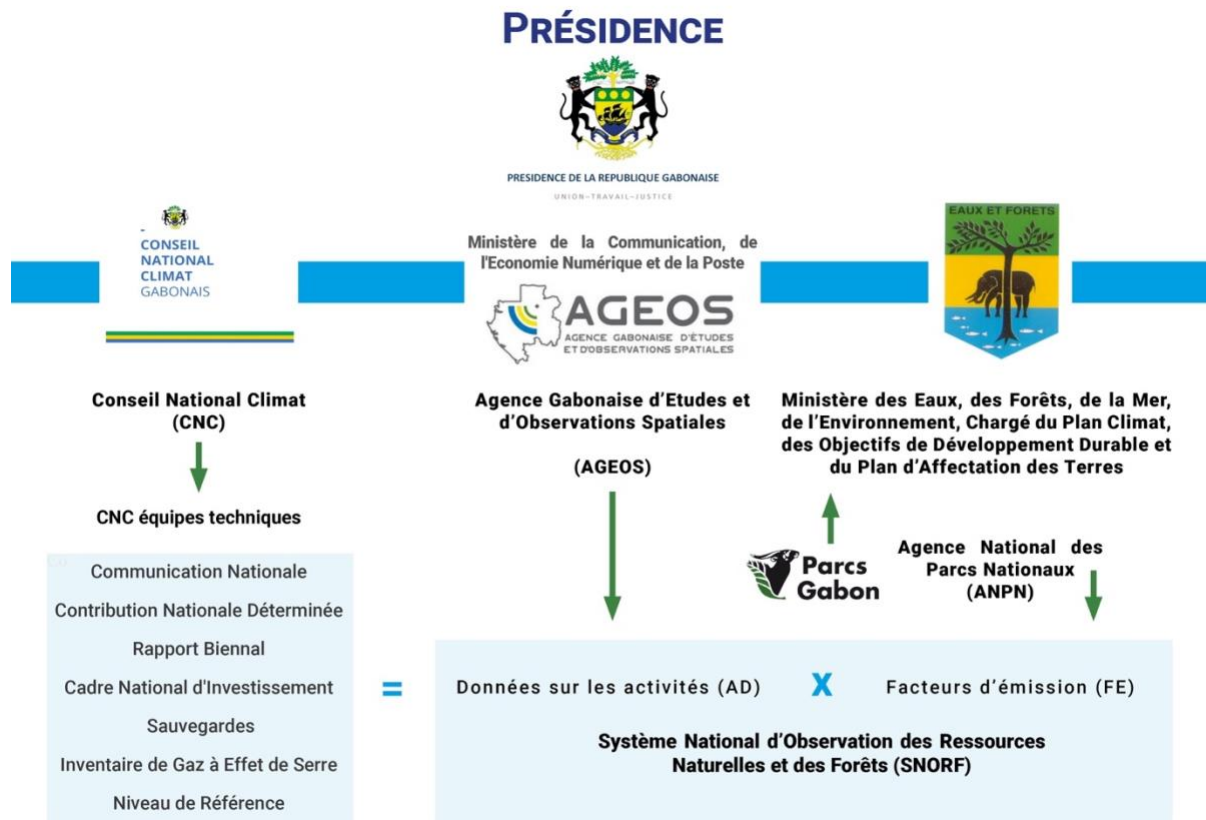 PRÉSIDENCE
PRESIDENCE DE LA REPUBLIQUE GABONAISE
UNION-TRAVAIL-JUSTICE
CONSEIL
NATIONAL
CLIMAT
GABONAIS
Ministère de la Communication, de
l'Economie Numérique et de la Poste
AGEOS
AGENCE GABONAISE D'ÉTUDES
ET D'OBSERVATIONS SPATIALES
EAUX ET FORETS
Conseil National Climat
(CNC)
Agence Gabonaise d'Etudes et
d'Observations Spatiales
(AGEOS)
Ministère des Eaux, des Forêts, de la Mer,
de l'Environnement, Chargé du Plan Climat,
des Objectifs de Développement Durable et
du Plan d'Affectation des Terres
CNC équipes techniques
Parcs
Gabon
Agence National des
Parcs Nationaux
(ANPN)
Communication Nationale
Contribution Nationale Déterminée
Rapport Biennal
Cadre National d'Investissement
Sauvegardes
Inventaire de Gaz à Effet de Serre
Niveau de Référence
=
Données sur les activités (AD) X Facteurs d'émission (FE)
Système National d'Observation des Ressources
Naturelles et des Forêts (SNORF)